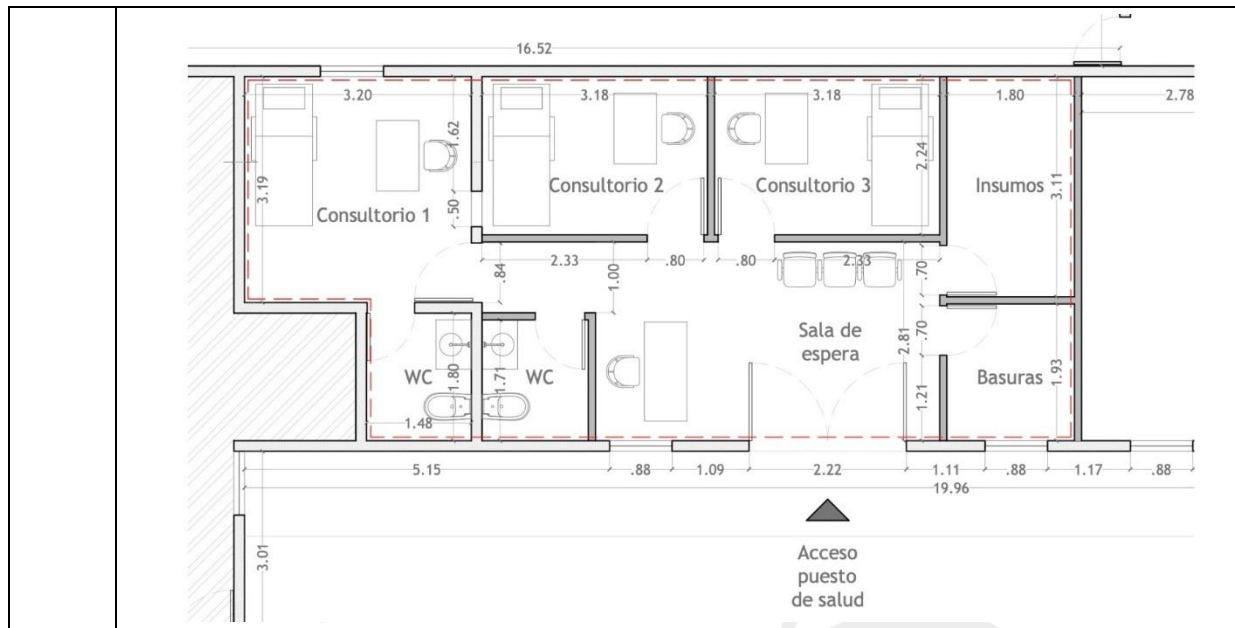 16.52
3.20
3.18
3.18
1.80
2.78
1.62
3.19
2.24
3.11
Consultorio 1
Consultorio 2
Consultorio 3
Insumos
.50
.84
2.33
.80
.80
2.33
1.00
.70
.70
2.81
Sala de
espera
WC
WC
1.80
1.71
1.48
1.21
Basuras
1.93
5.15
.88
1.09
2.22
1.11
.88
1.17
.88
19.96
3.01
Acceso
puesto
de salud